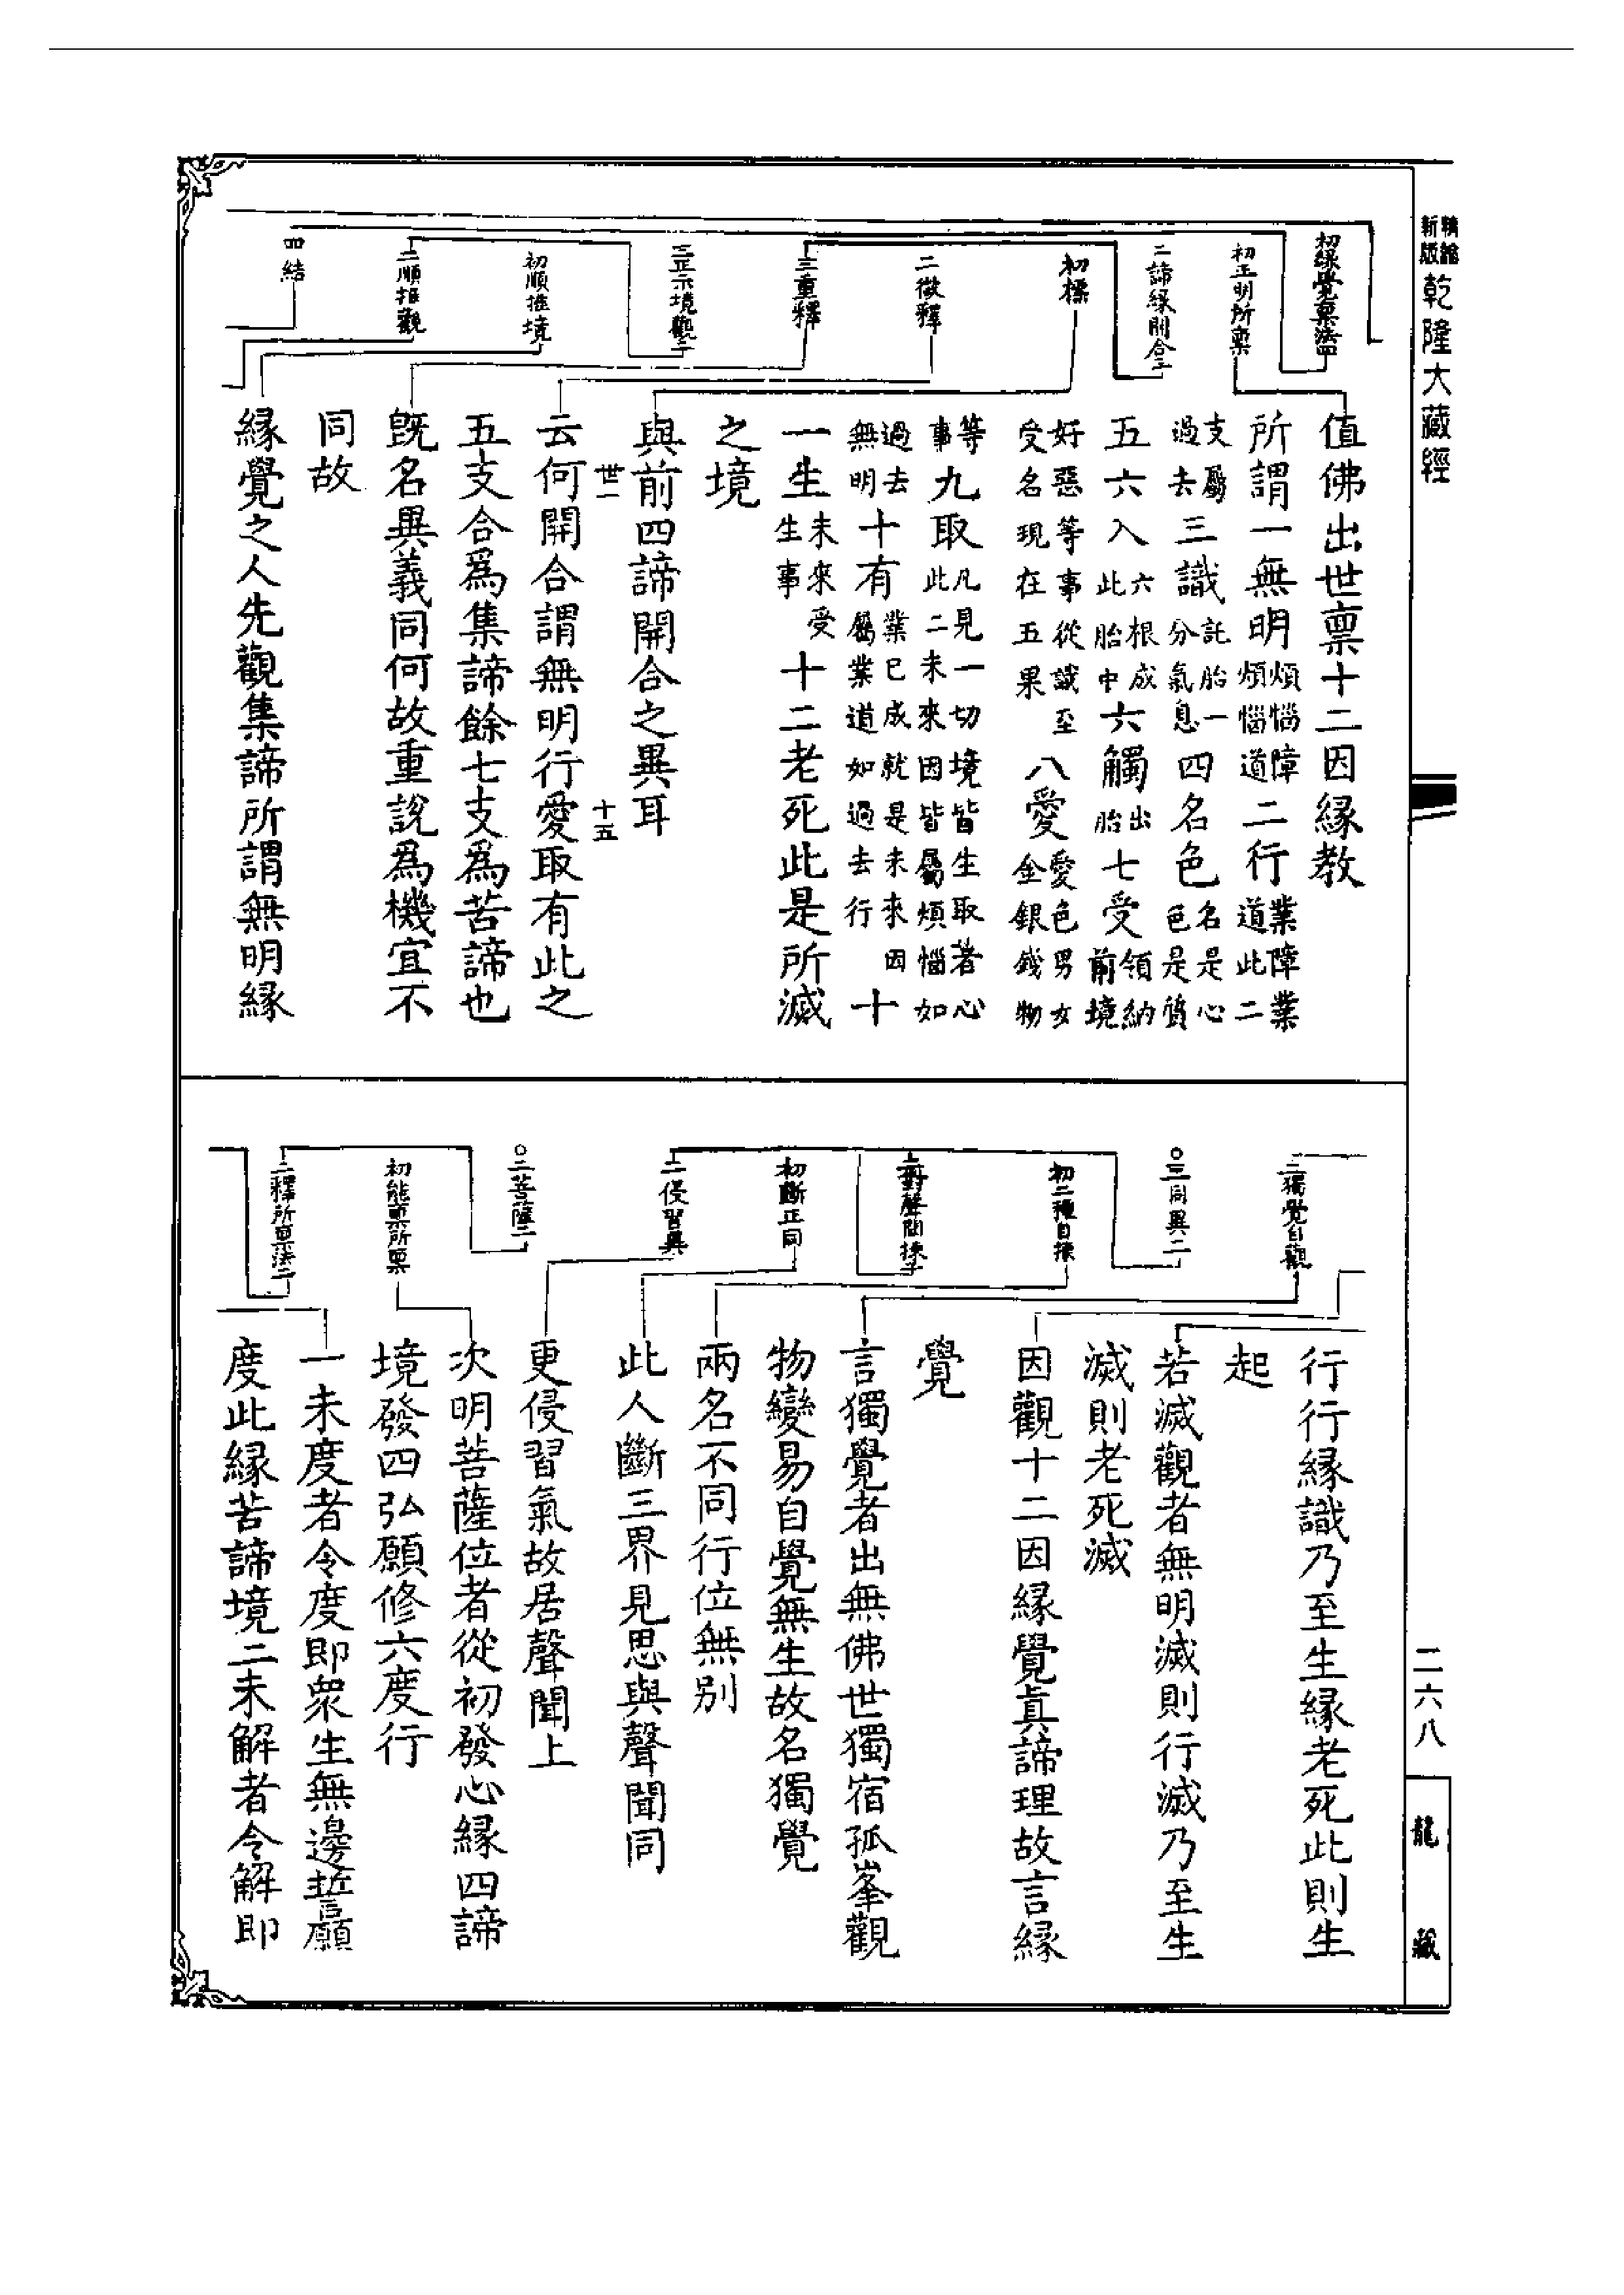 新版精縮乾隆大藏經
初緣覺稟法四
初正明所稟
二諦緣開合三
初標
二徵釋
三重釋
三正示境觀二
初順推境
二順推觀
四結
值佛出世稟十二因緣教
所謂一無明煩惱障煩惱道二行業障業道此二
支屬過去三識託胎一分氣息四名色名是心色是質
五六入六根成此胎中六觸出胎七受領納前境
好惡等事從識至受名現在五果八愛愛色男女金銀錢物
等事九取凡見一切境皆生取著心此二未來因皆屬煩惱如
過去無明十有業已成就是未來因屬業道如過去行十
一生未來受生事十二老死此是所滅
之境
與前四諦開合之異耳
世一 十五
云何開合謂無明行愛取有此之
五支合爲集諦餘七支爲苦諦也
既名異義同何故重說爲機宜不
同故
緣覺之人先觀集諦所謂無明緣
二獨覺自觀
○三同異二
初二種自揀
初斷正同
二侵習異
○二菩薩二
初能稟所稟
二釋所稟法二
行行緣識乃至生緣老死此則生
起
若滅觀者無明滅則行滅乃至生
滅則老死滅
因觀十二因緣覺真諦理故言緣
覺
言獨覺者出無佛世獨宿孤峯觀
物變易自覺無生故名獨覺
兩名不同行位無別
此人斷三界見思與聲聞同
更侵習氣故居聲聞上
次明菩薩位者從初發心緣四諦
境發四弘願修六度行
一未度者令度即眾生無邊誓願
度此緣苦諦境二未解者令解即
二六八
龍藏